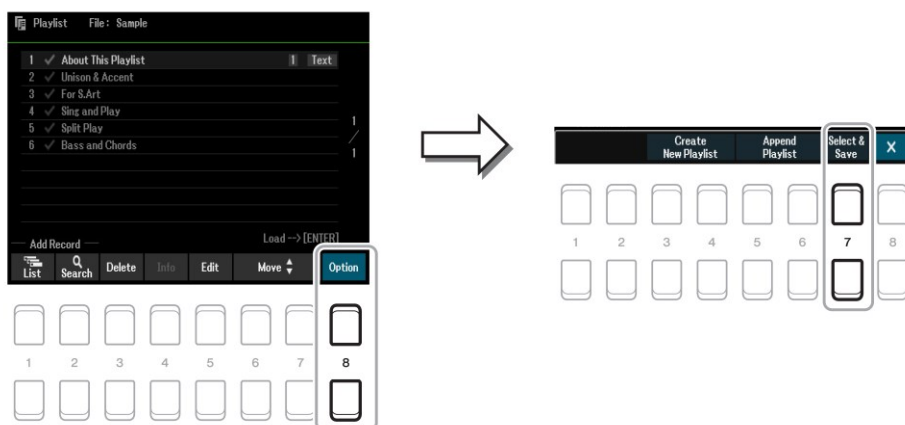 Playlist File: Sample
1 ✓ About This Playlist 1 Text
2 ✓ Unison & Accent
3 ✓ For S.Art
4 ✓ Sing and Play
5 ✓ Split Play
6 ✓ Bass and Chords
1
/
1
Load --> [ENTER]
Add Record
List Search Delete Info Edit Move Option
1 2 3 4 5 6 7 8
Create New Playlist
Append Playlist
Select & Save
X
1 2 3 4 5 6 7 8